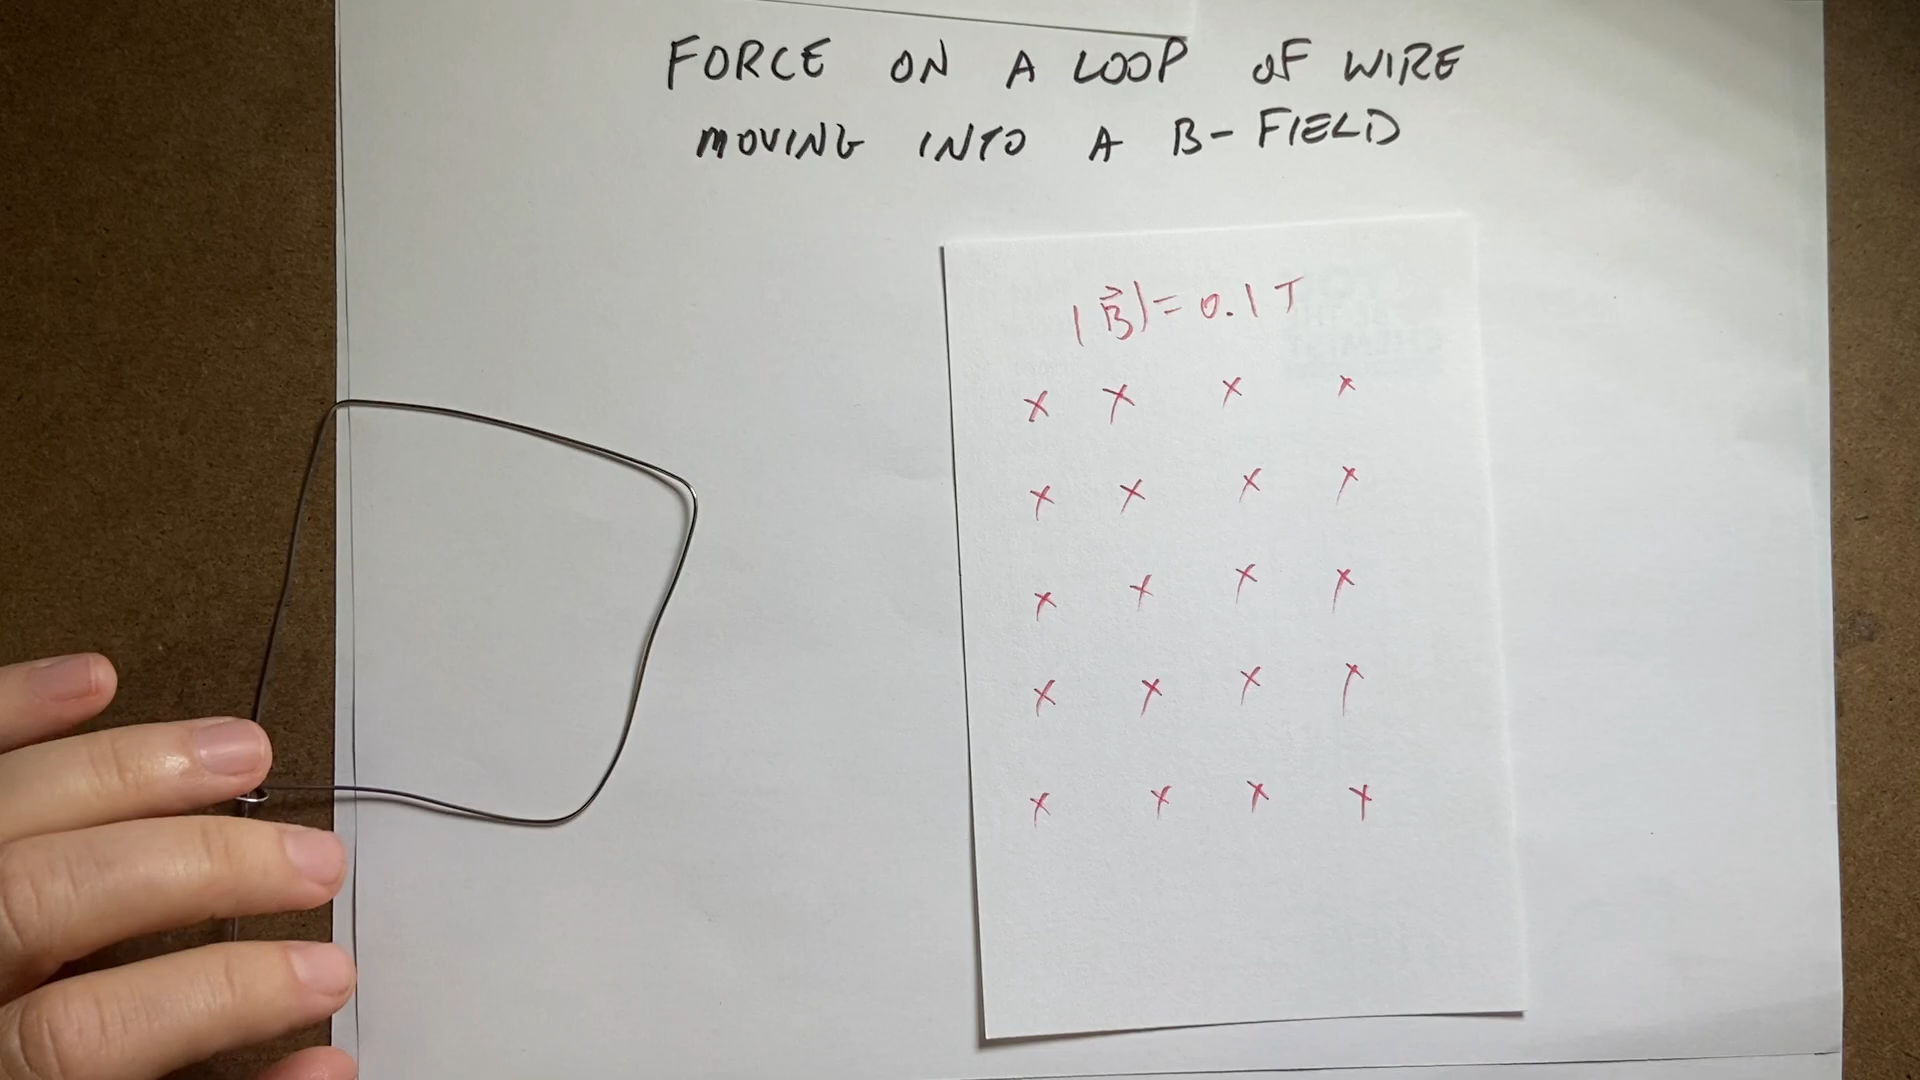 FORCE ON A LOOP OF WIRE
MOVING INTO A B-FIELD
|B⃗|=0.1 T
x x x x
x x x x
x x x x
x x x x
x x x x